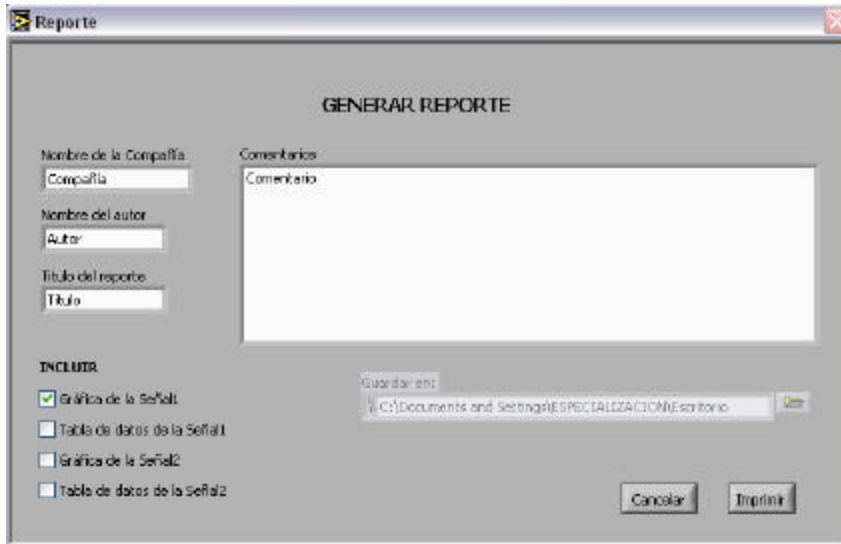 Reporte
GENERAR REPORTE
Nombre de la Compañía
Compañía
Nombre del autor
Autor
Titulo del reporte
Titulo
Comentarios
Comentario
INCLUIR
Gráfica de la Señal1
Tabla de datos de la Señal1
Gráfica de la Señal2
Tabla de datos de la Señal2
Guardar en:
C:\Documents and Settings\ESPECIALIZACION\Escritorio
Cancelar
Imprimir